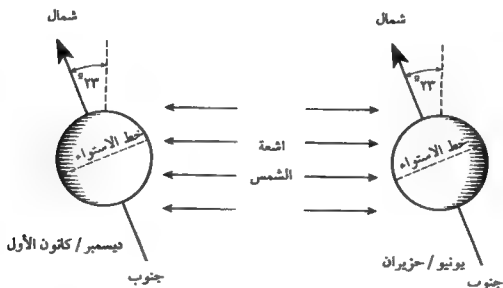 شمال
٢٣°
خط الاستواء
يونيو / حزيران
جنوب
اشعة
الشمس
شمال
٢٣°
خط الاستواء
ديسمبر / كانون الأول
جنوب